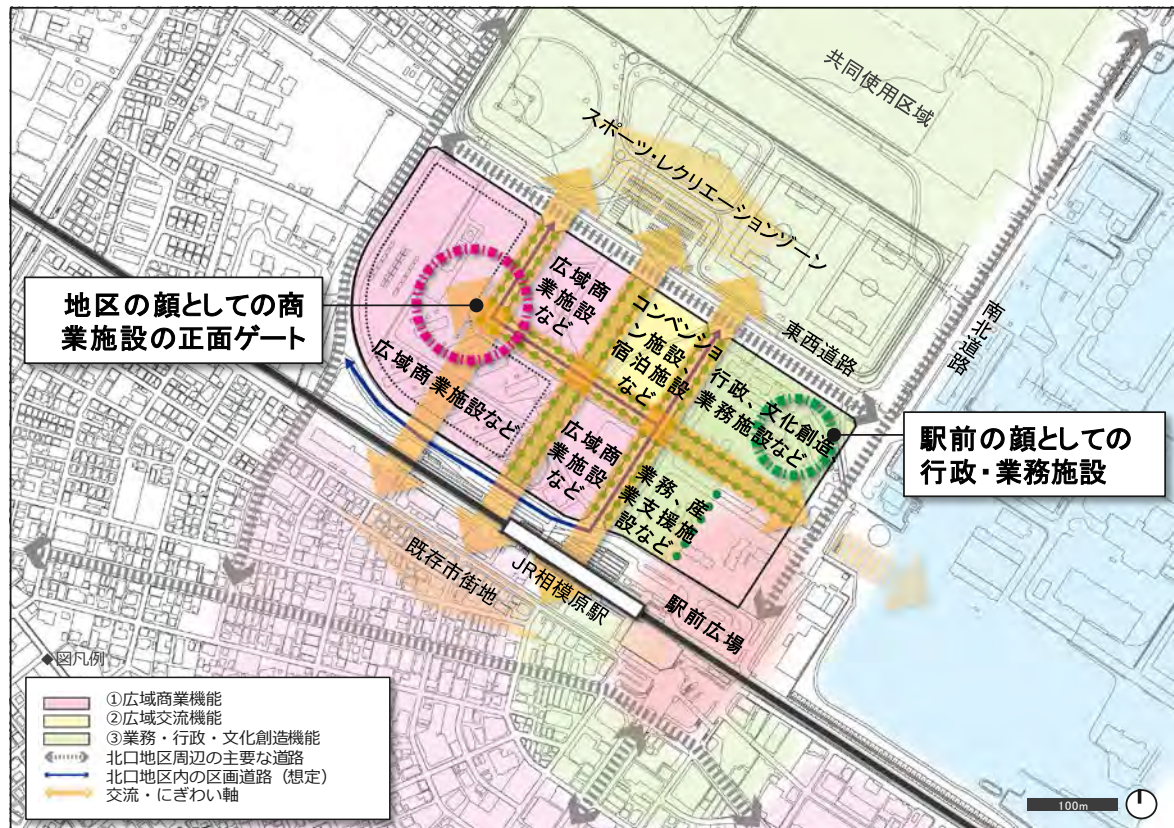 共同使用区域
スポーツ・レクリエーションゾーン
南北道路
東西道路
地区の顔としての商
業施設の正面ゲート
広域商
業施設
など
コンベンショ
ン施設、
宿泊施設
など
行政、文化創造、
業務施設など
広域商業施設など
広域商
業施設
など
業務、産
業支援施
設など
駅前の顔としての
行政・業務施設
既存市街地
JR相模原駅
駅前広場
◆図凡例
①広域商業機能
②広域交流機能
③業務・行政・文化創造機能
北口地区周辺の主要な道路
北口地区内の区画道路（想定）
交流・にぎわい軸
100m